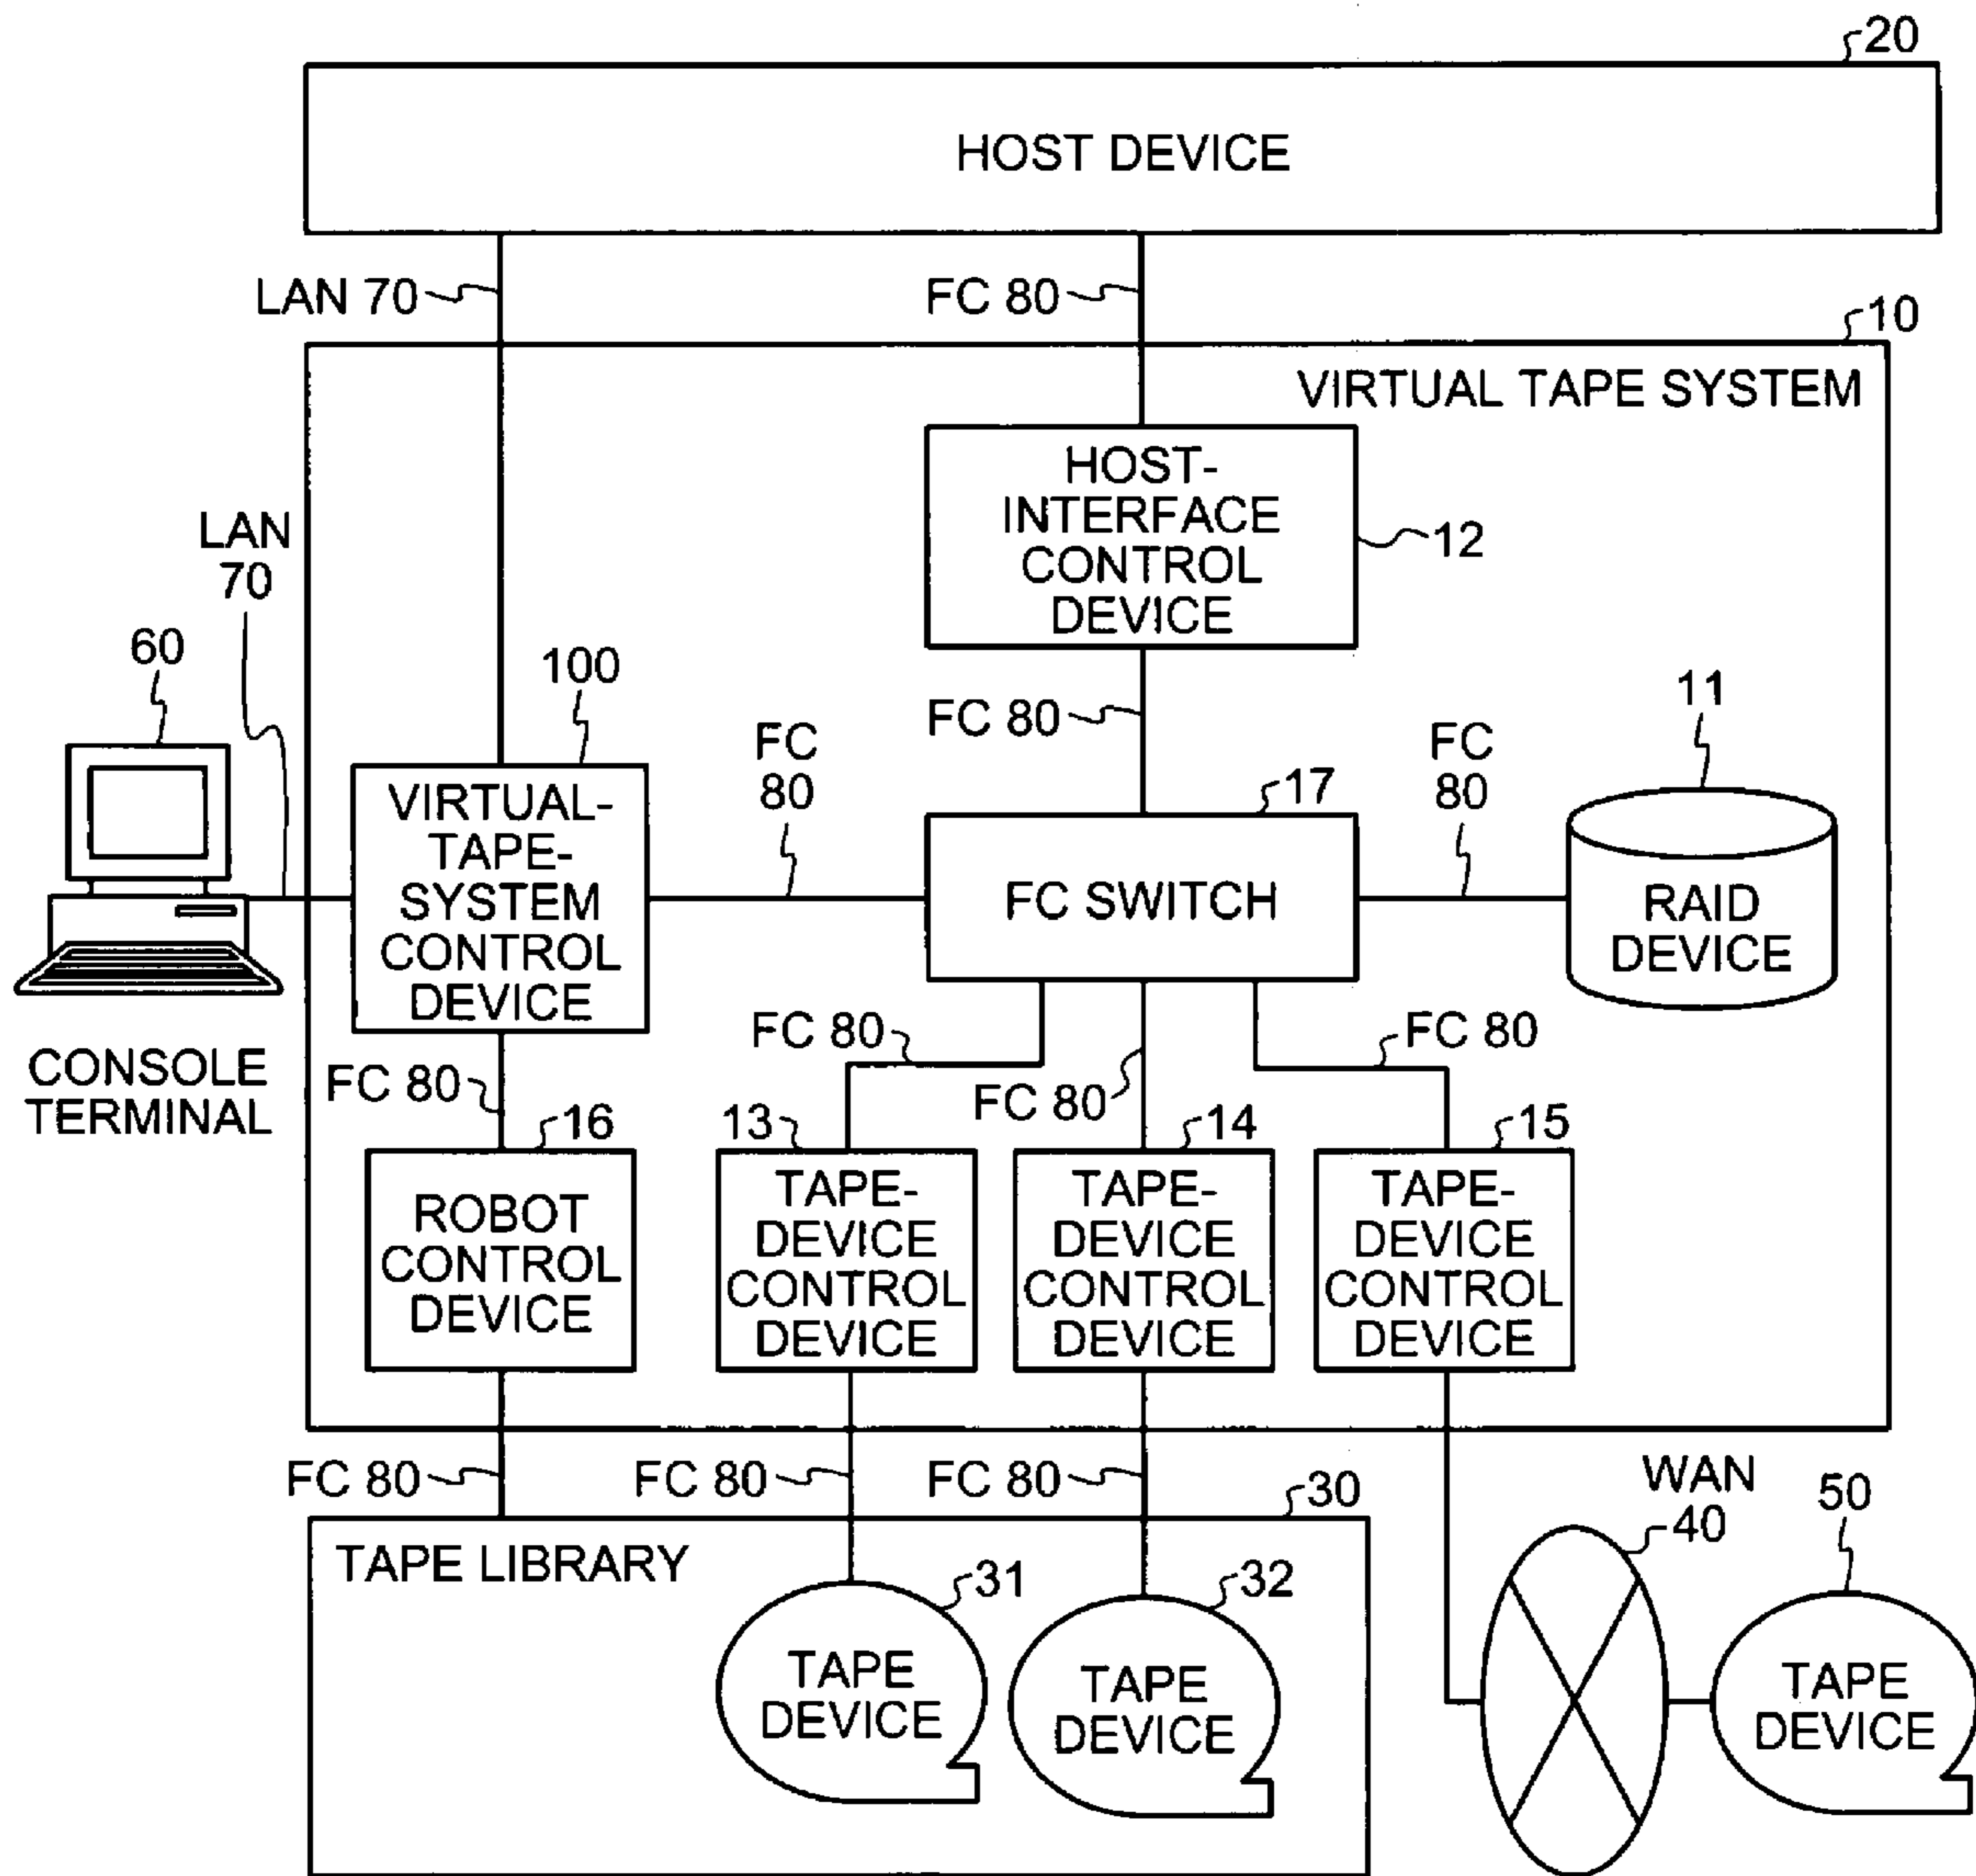 20
HOST DEVICE
LAN 70
FC 80
10
VIRTUAL TAPE SYSTEM
HOST-
INTERFACE
CONTROL
DEVICE
12
LAN
70
60
100
FC 80
11
FC
80
FC
80
17
VIRTUAL-
TAPE-
SYSTEM
CONTROL
DEVICE
FC SWITCH
RAID
DEVICE
CONSOLE
TERMINAL
FC 80
FC 80
FC 80
FC 80
16
13
14
15
ROBOT
CONTROL
DEVICE
TAPE-
DEVICE
CONTROL
DEVICE
TAPE-
DEVICE
CONTROL
DEVICE
TAPE-
DEVICE
CONTROL
DEVICE
FC 80
FC 80
FC 80
30
WAN
40
50
TAPE LIBRARY
31
32
TAPE
DEVICE
TAPE
DEVICE
TAPE
DEVICE